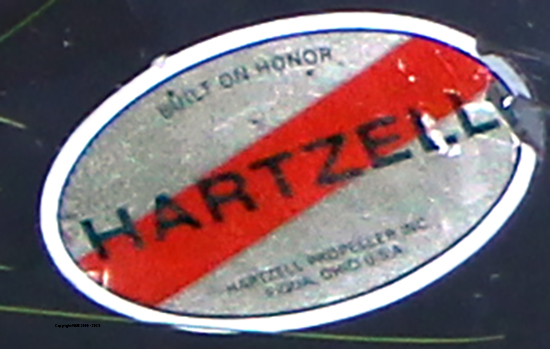 BUILT ON HONOR
HARTZELL
HARTZELL PROPELLER INC.
PIQUA, OHIO U.S.A.